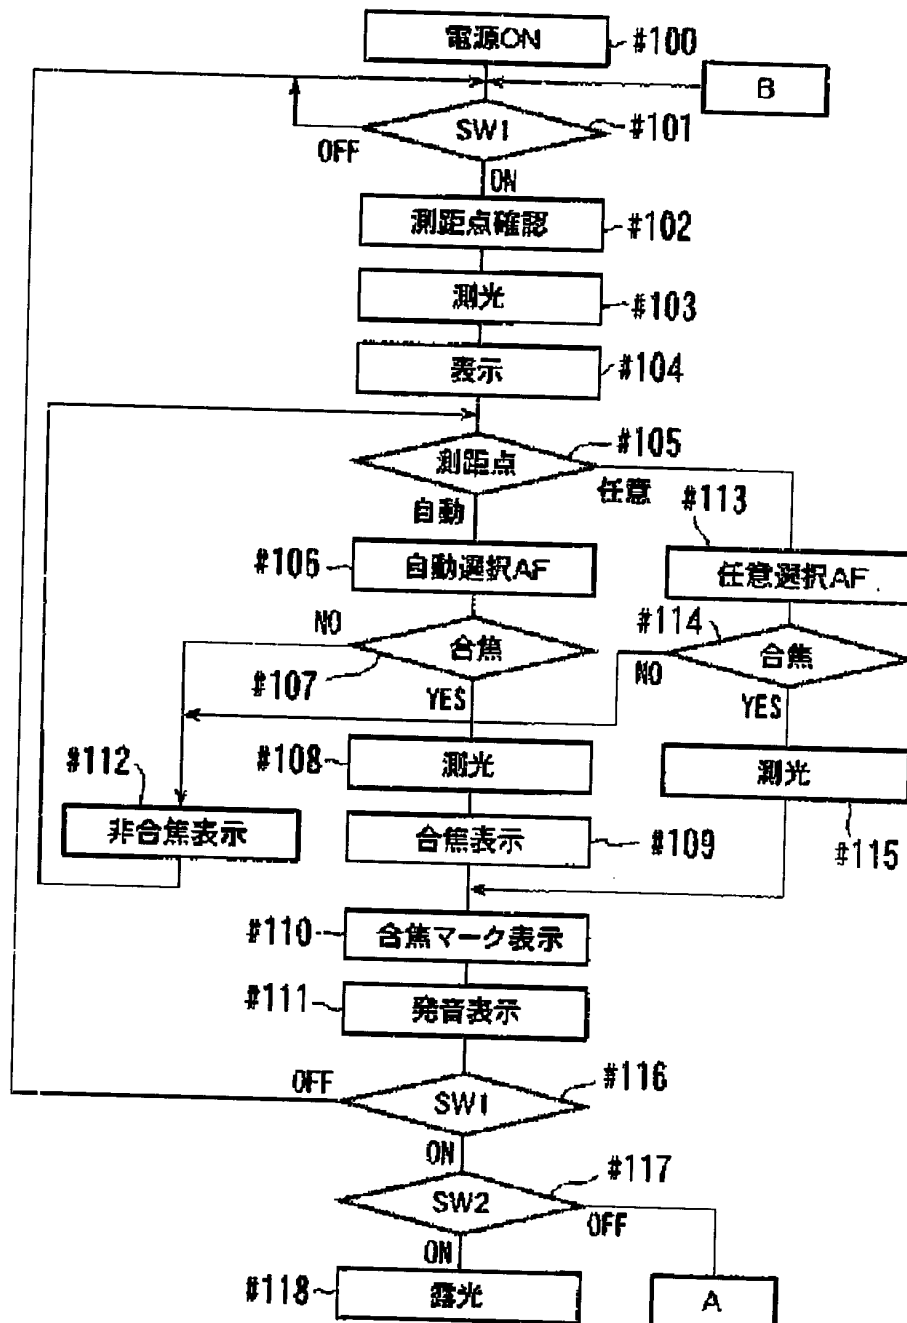 電源ON
#100
B
SW1
#101
OFF
ON
測距点確認
#102
測光
#103
表示
#104
測距点
#105
任意
自動
#113
#106
自動選択AF
任意選択AF
#114
NO
合焦
合焦
#107
NO
YES
YES
#108
測光
測光
#112
非合焦表示
合焦表示
#109
#115
#110
合焦マーク表示
#111
発音表示
OFF
SW1
#116
ON
SW2
#117
OFF
ON
#118
露光
A